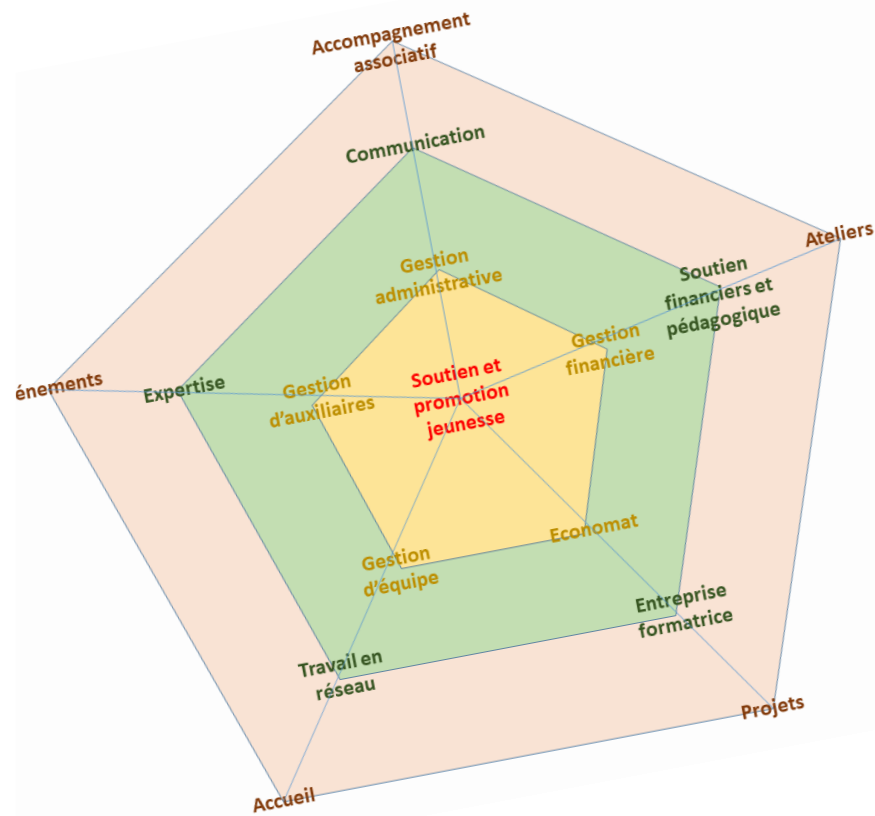 Accompagnement
associatif
Communication
Gestion
administrative
Ateliers
Soutien
financiers et
pédagogique
Gestion
financière
Soutien et
promotion
jeunesse
énements
Expertise
Gestion
d'auxiliaires
Economat
Gestion
d'équipe
Entreprise
formatrice
Travail en
réseau
Projets
Accueil